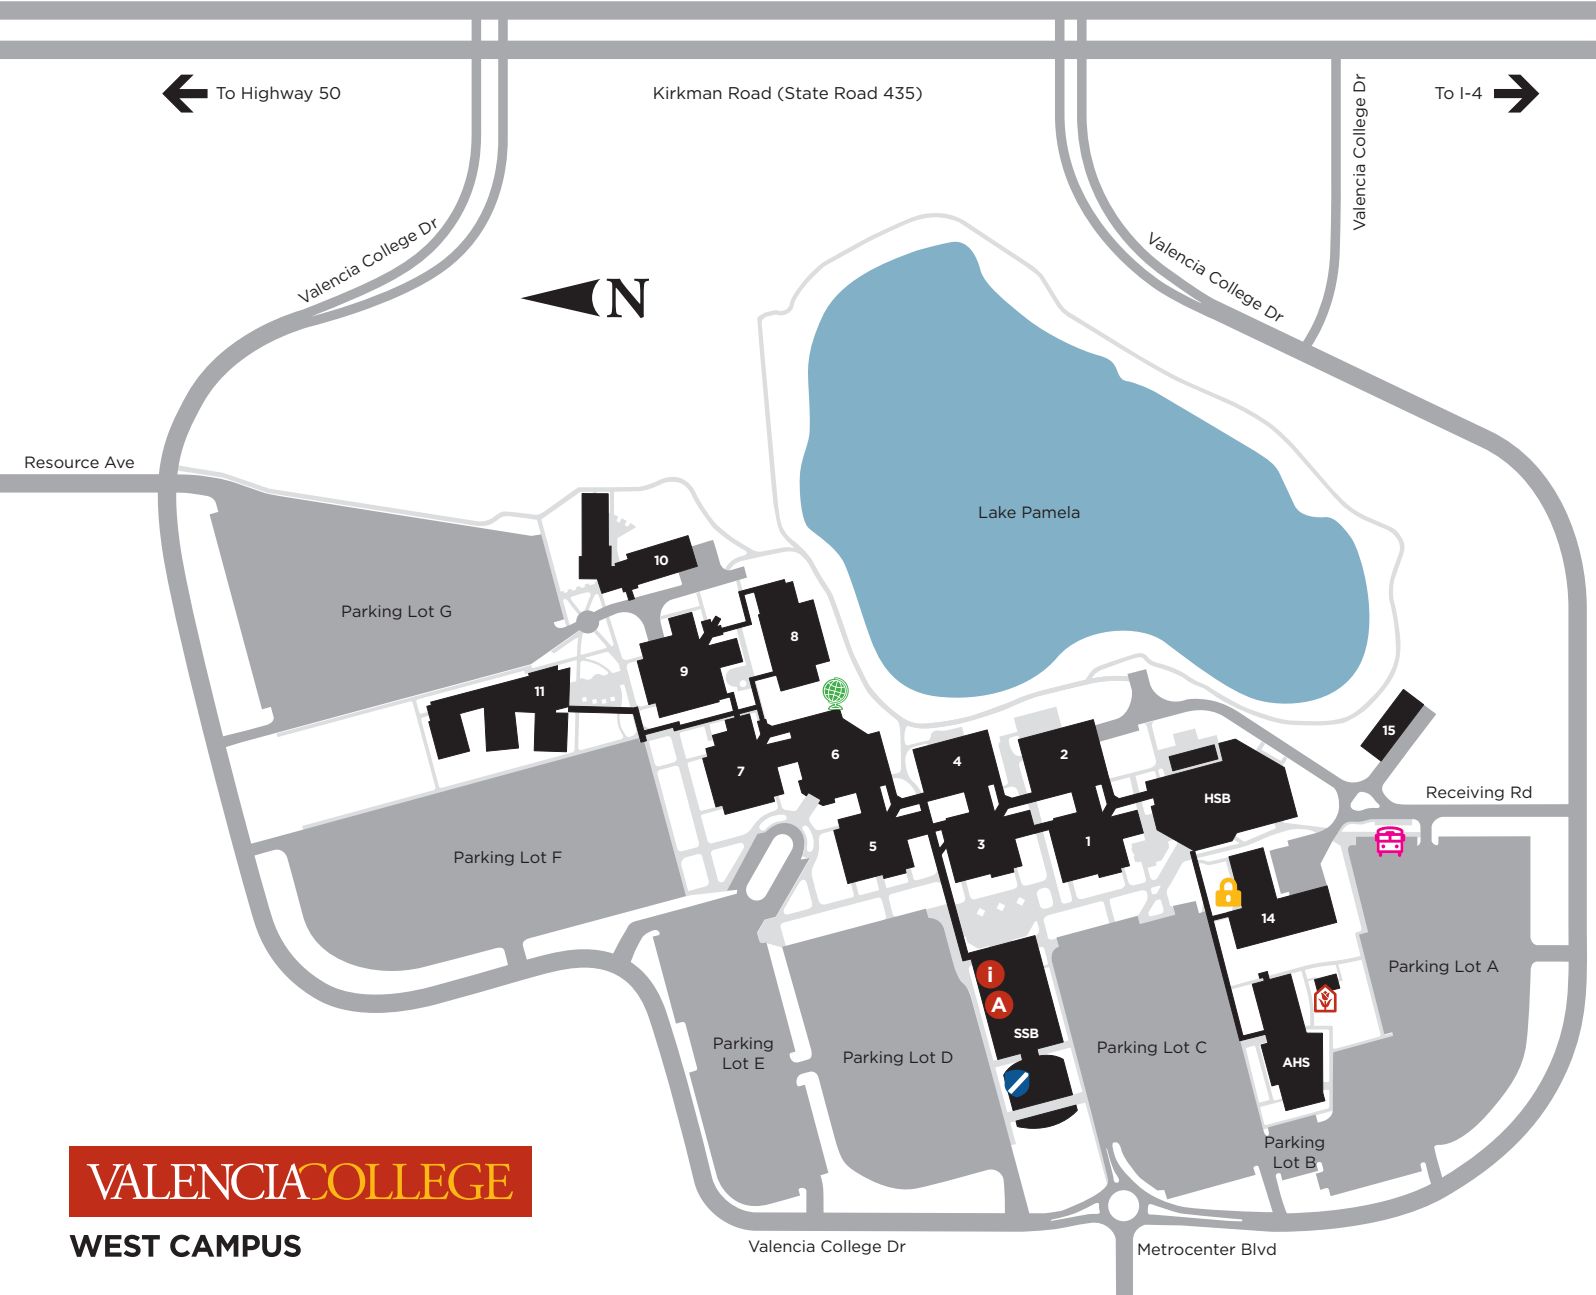 To Highway 50
Kirkman Road (State Road 435)
To I-4
Valencia College Dr
Valencia College Dr
Valencia College Dr
N
Resource Ave
Lake Pamela
10
Parking Lot G
8
9
11
15
6
7
4
2
HSB
Receiving Rd
5
3
1
Parking Lot F
14
i
A
SSB
Parking Lot A
Parking
Lot E
Parking Lot D
Parking Lot C
AHS
Parking
Lot B
VALENCIACOLLEGE
WEST CAMPUS
Valencia College Dr
Metrocenter Blvd